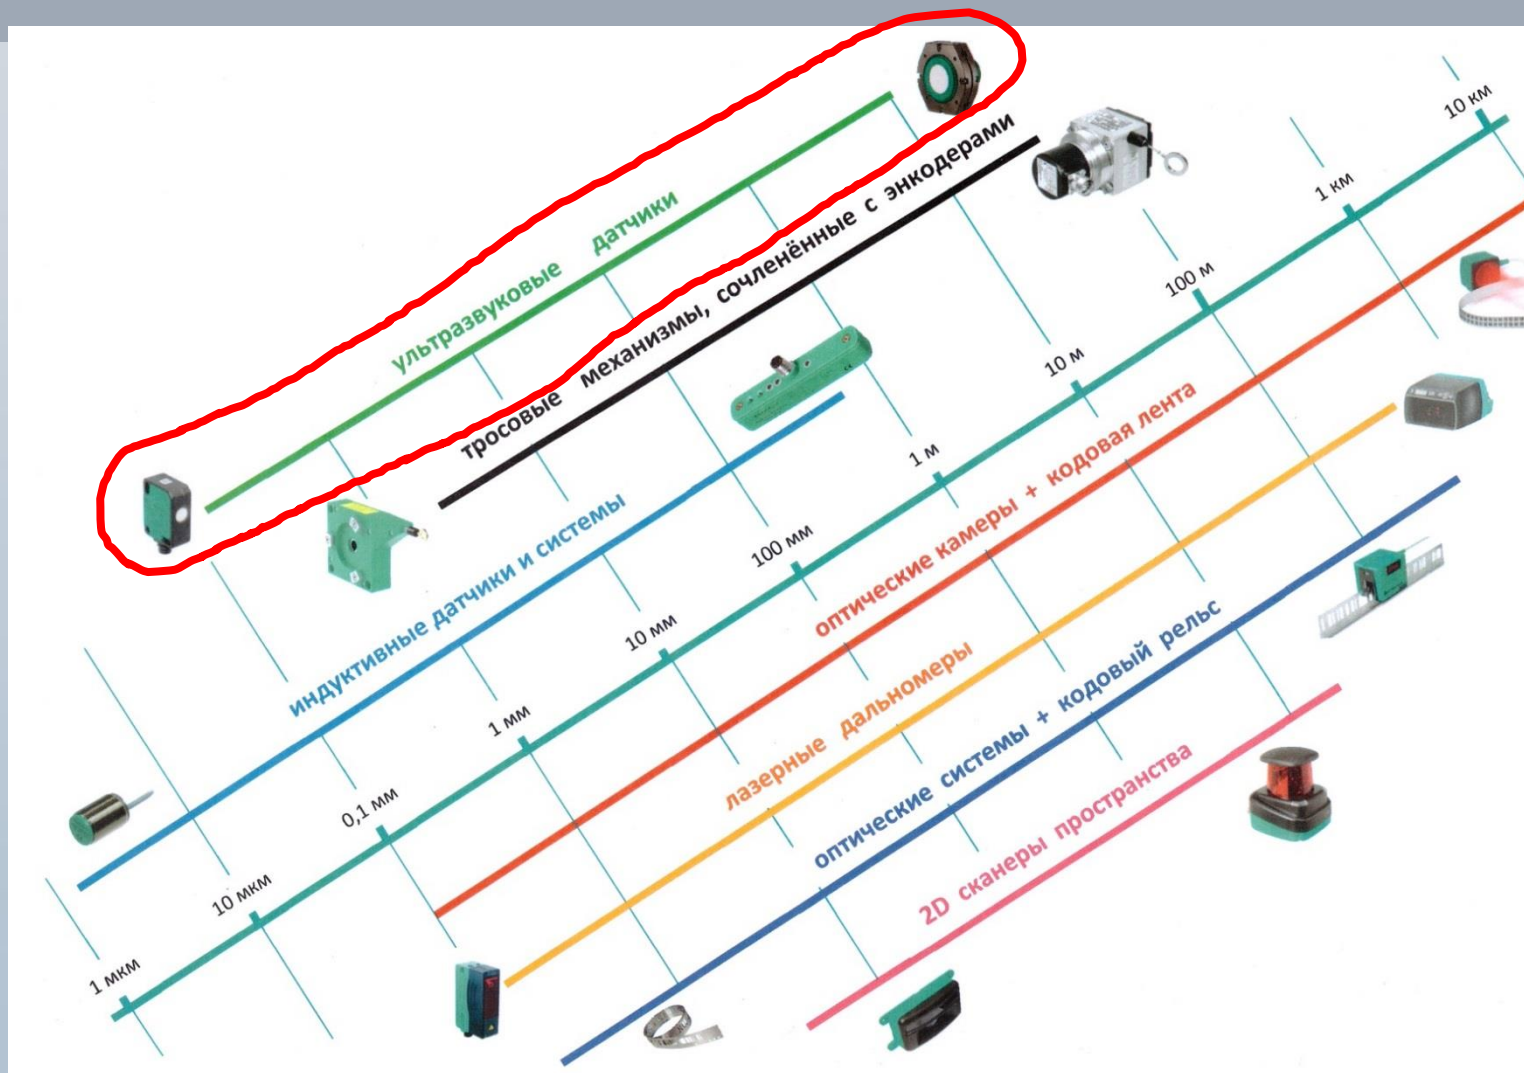 ультразвуковые датчики
тросовые механизмы, сочленённые с энкодерами
индуктивные датчики и системы
1 мкм
10 мкм
0,1 мм
1 мм
10 мм
100 мм
1 м
10 м
100 м
1 км
10 км
оптические камеры + кодовая лента
лазерные дальномеры
оптические системы + кодовый рельс
2D сканеры пространства